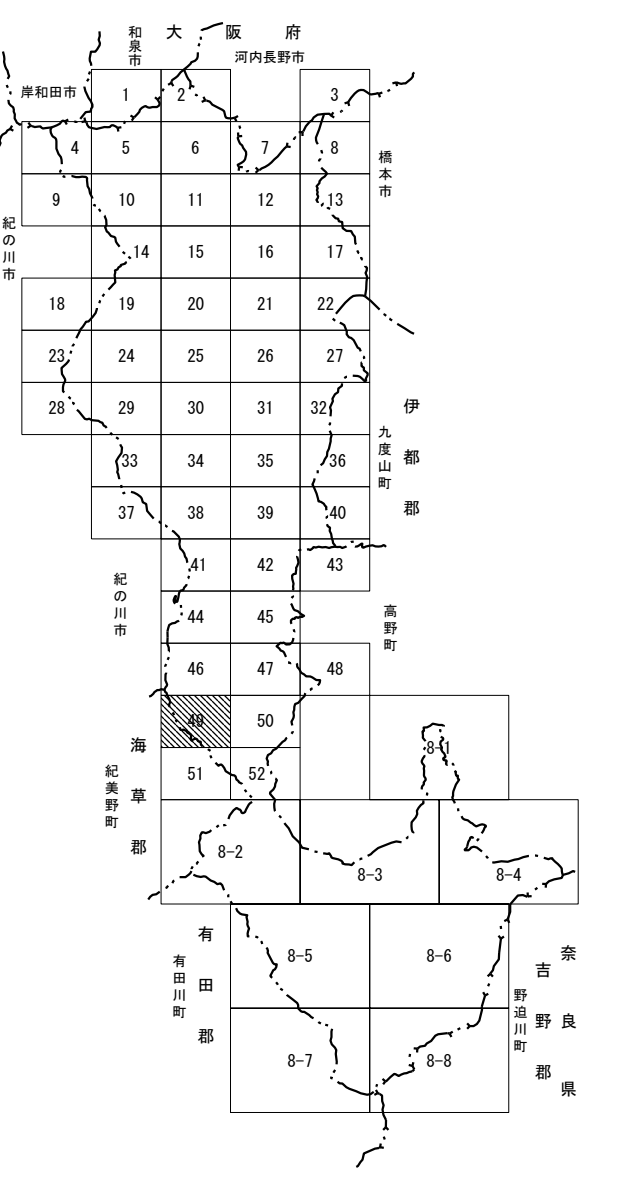 大阪府
和泉市
河内長野市
岸和田市
1 2 3
4 5 6 7 8
橋本市
9 10 11 12 13
紀の川市
14 15 16 17
18 19 20 21 22
23 24 25 26 27
28 29 30 31 32
伊都郡
九度山町
33 34 35 36
37 38 39 40
41 42 43
紀の川市
44 45
高野町
46 47 48
49 50
8-1
海草郡
紀美野町
51 52
8-2 8-3 8-4
有田郡
有田川町
8-5 8-6
奈良県
吉野郡
野迫川町
8-7 8-8